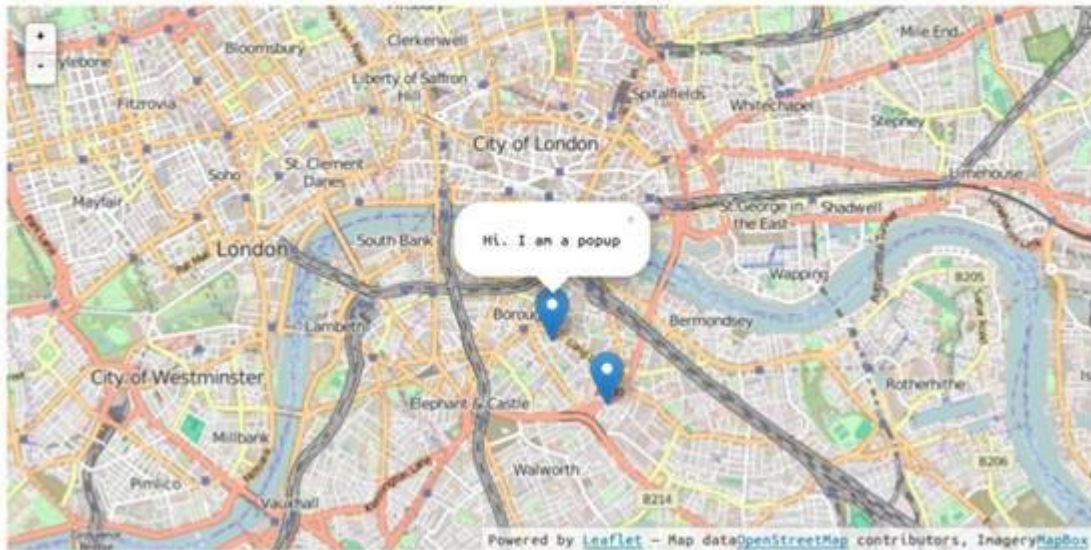 +
-
Bloomsbury
Clerkenwell
Mile End
Fitzrovia
Liberty of Saffron
Hill
Spitalfields
Whitechapel
Stepney
City of London
St. Clement
Danes
Soho
Mayfair
Limehouse
St George in
the East
Shadwell
London
South Bank
Hi. I am a popup
Wapping
B205
Lambeth
Bermondsey
City of Westminster
Rotherhithe
Elephant & Castle
Millbank
Walworth
B206
Pimlico
Vauxhall
B214
Powered by Leaflet — Map dataOpenStreetMap contributors, ImageryMapBox